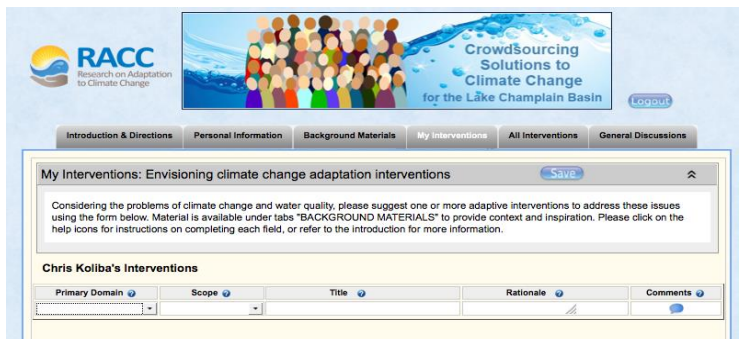 RACC
Research on Adaptation
to Climate Change
Crowdsourcing
Solutions to
Climate Change
for the Lake Champlain Basin
Logout
Introduction & Directions Personal Information Background Materials My Interventions All Interventions General Discussions
My Interventions: Envisioning climate change adaptation interventions Save
Considering the problems of climate change and water quality, please suggest one or more adaptive interventions to address these issues
using the form below. Material is available under tabs "BACKGROUND MATERIALS" to provide context and inspiration. Please click on the
help icons for instructions on completing each field, or refer to the introduction for more information.
Chris Koliba's Interventions
Primary Domain ? Scope ? Title ? Rationale ? Comments ?